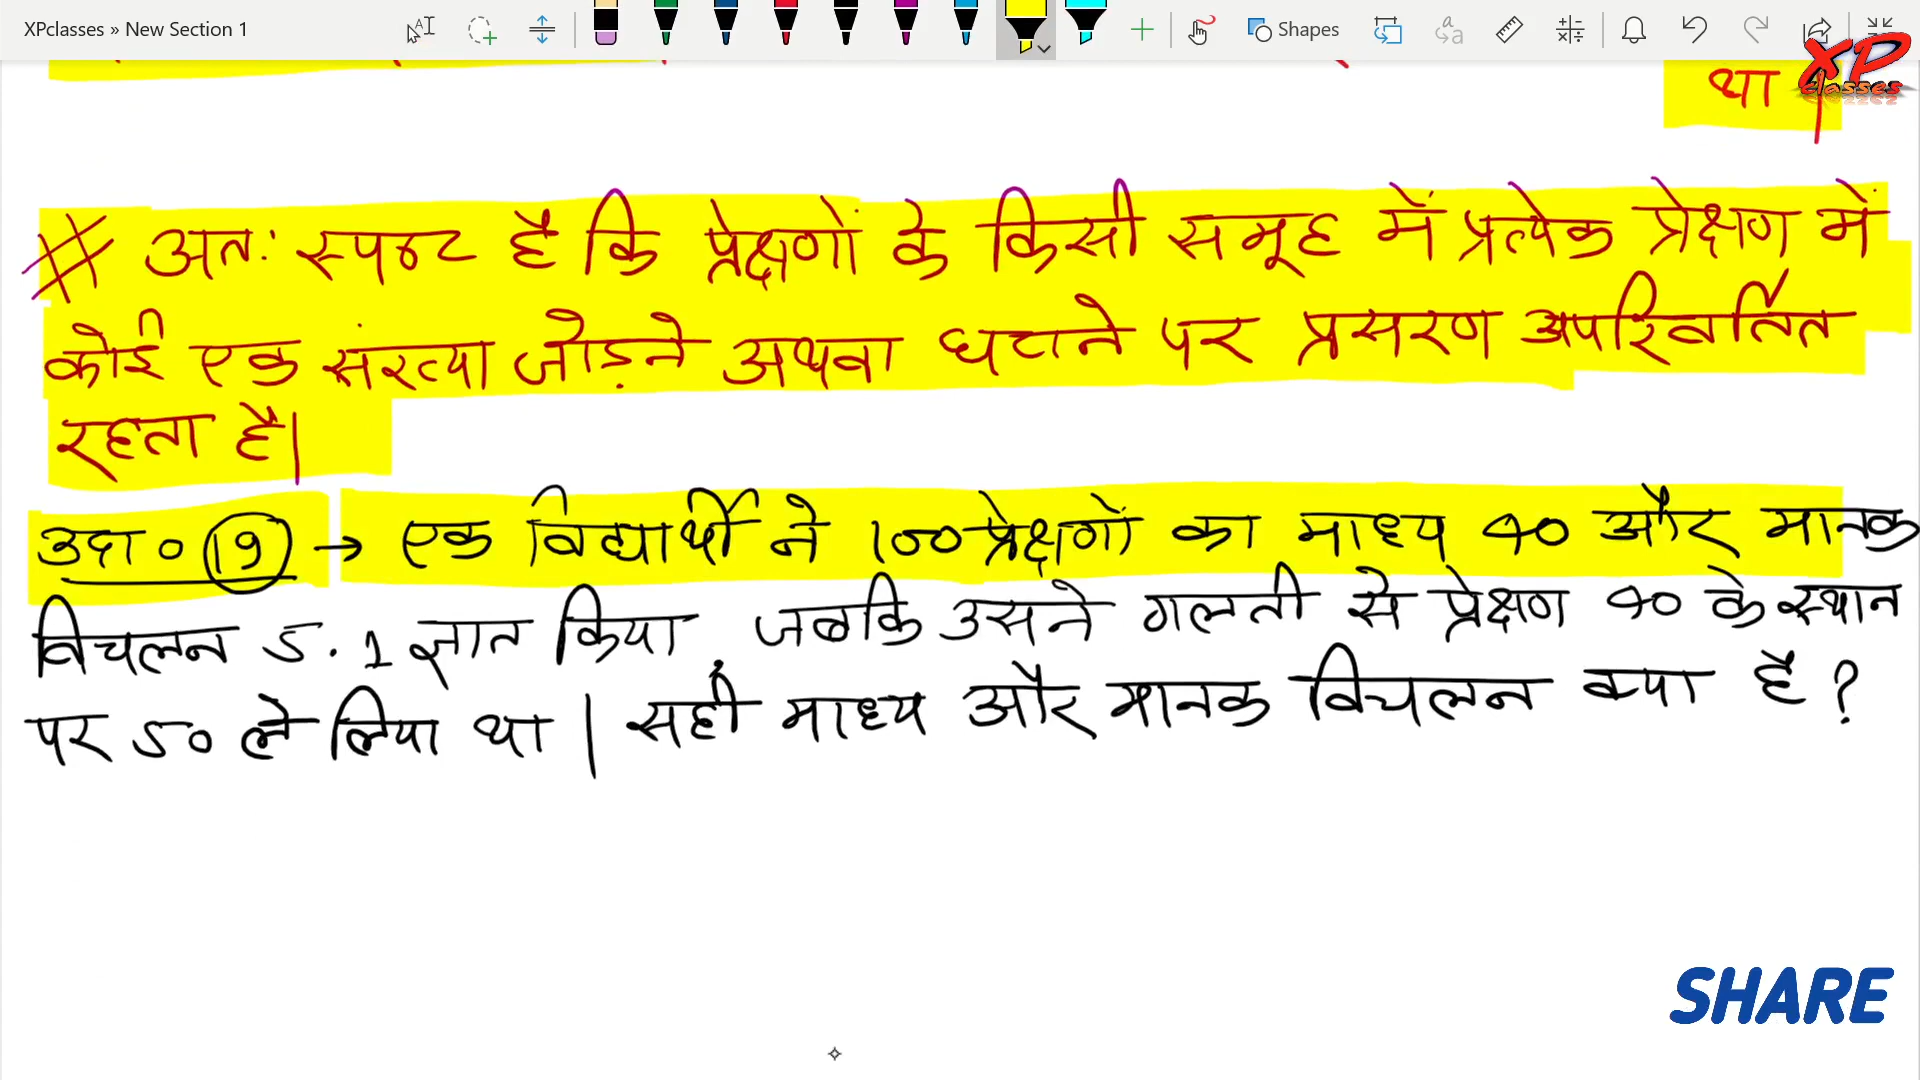 XPclasses » New Section 1
Shapes
XP
classes
था |
# अतः स्पष्ट है कि प्रेक्षणों के किसी समूह में प्रत्येक प्रेक्षण में
कोई एक संख्या जोड़ने अथवा घटाने पर प्रसरण अपरिवर्तित
रहता है|
उदा० 19 → एक विद्यार्थी ने 100 प्रेक्षणों का माध्य 40 और मानक
विचलन 5.1 ज्ञात किया, जबकि उसने गलती से प्रेक्षण 40 के स्थान
पर 50 ले लिया था | सही माध्य और मानक विचलन क्या है ?
SHARE